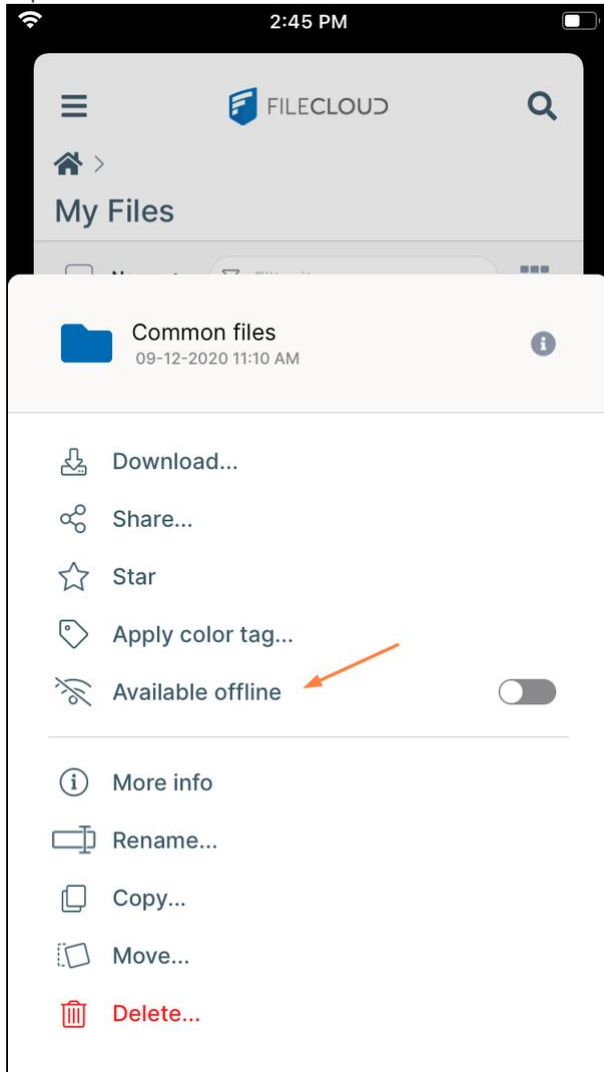 2:45 PM
FILECLOUD
My Files
Common files
09-12-2020 11:10 AM
Download...
Share...
Star
Apply color tag...
Available offline
More info
Rename...
Copy...
Move...
Delete...